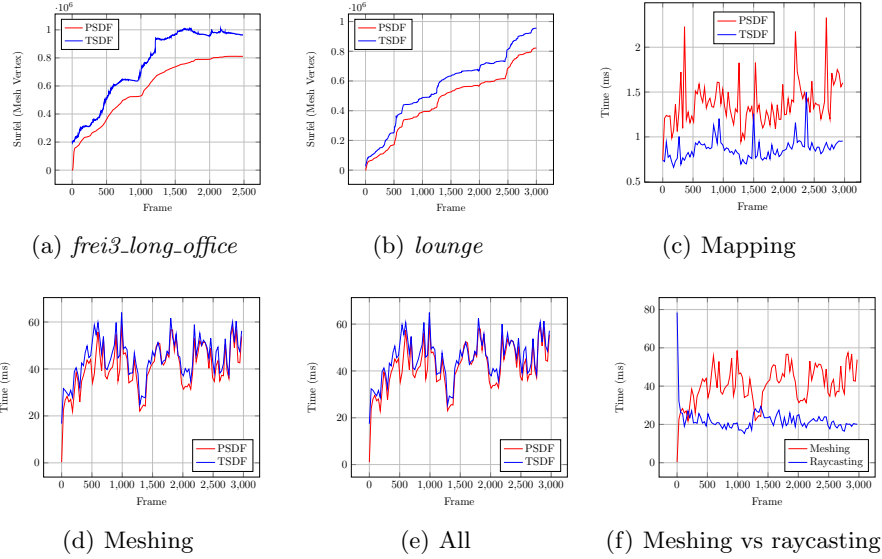 ·10⁶
1
0.8
0.6
0.4
0.2
0
Surfel (Mesh Vertex)
PSDF
TSDF
0 500 1,000 1,500 2,000 2,500
Frame
(a) frei3_long_office
·10⁶
1
0.8
0.6
0.4
0.2
0
Surfel (Mesh Vertex)
PSDF
TSDF
0 500 1,000 1,500 2,000 2,500 3,000
Frame
(b) lounge
2
1.5
1
0.5
Time (ms)
PSDF
TSDF
0 500 1,000 1,500 2,000 2,500 3,000
Frame
(c) Mapping
60
40
20
0
Time (ms)
PSDF
TSDF
0 500 1,000 1,500 2,000 2,500 3,000
Frame
(d) Meshing
60
40
20
0
Time (ms)
PSDF
TSDF
0 500 1,000 1,500 2,000 2,500 3,000
Frame
(e) All
80
60
40
20
0
Time (ms)
Meshing
Raycasting
0 500 1,000 1,500 2,000 2,500 3,000
Frame
(f) Meshing vs raycasting